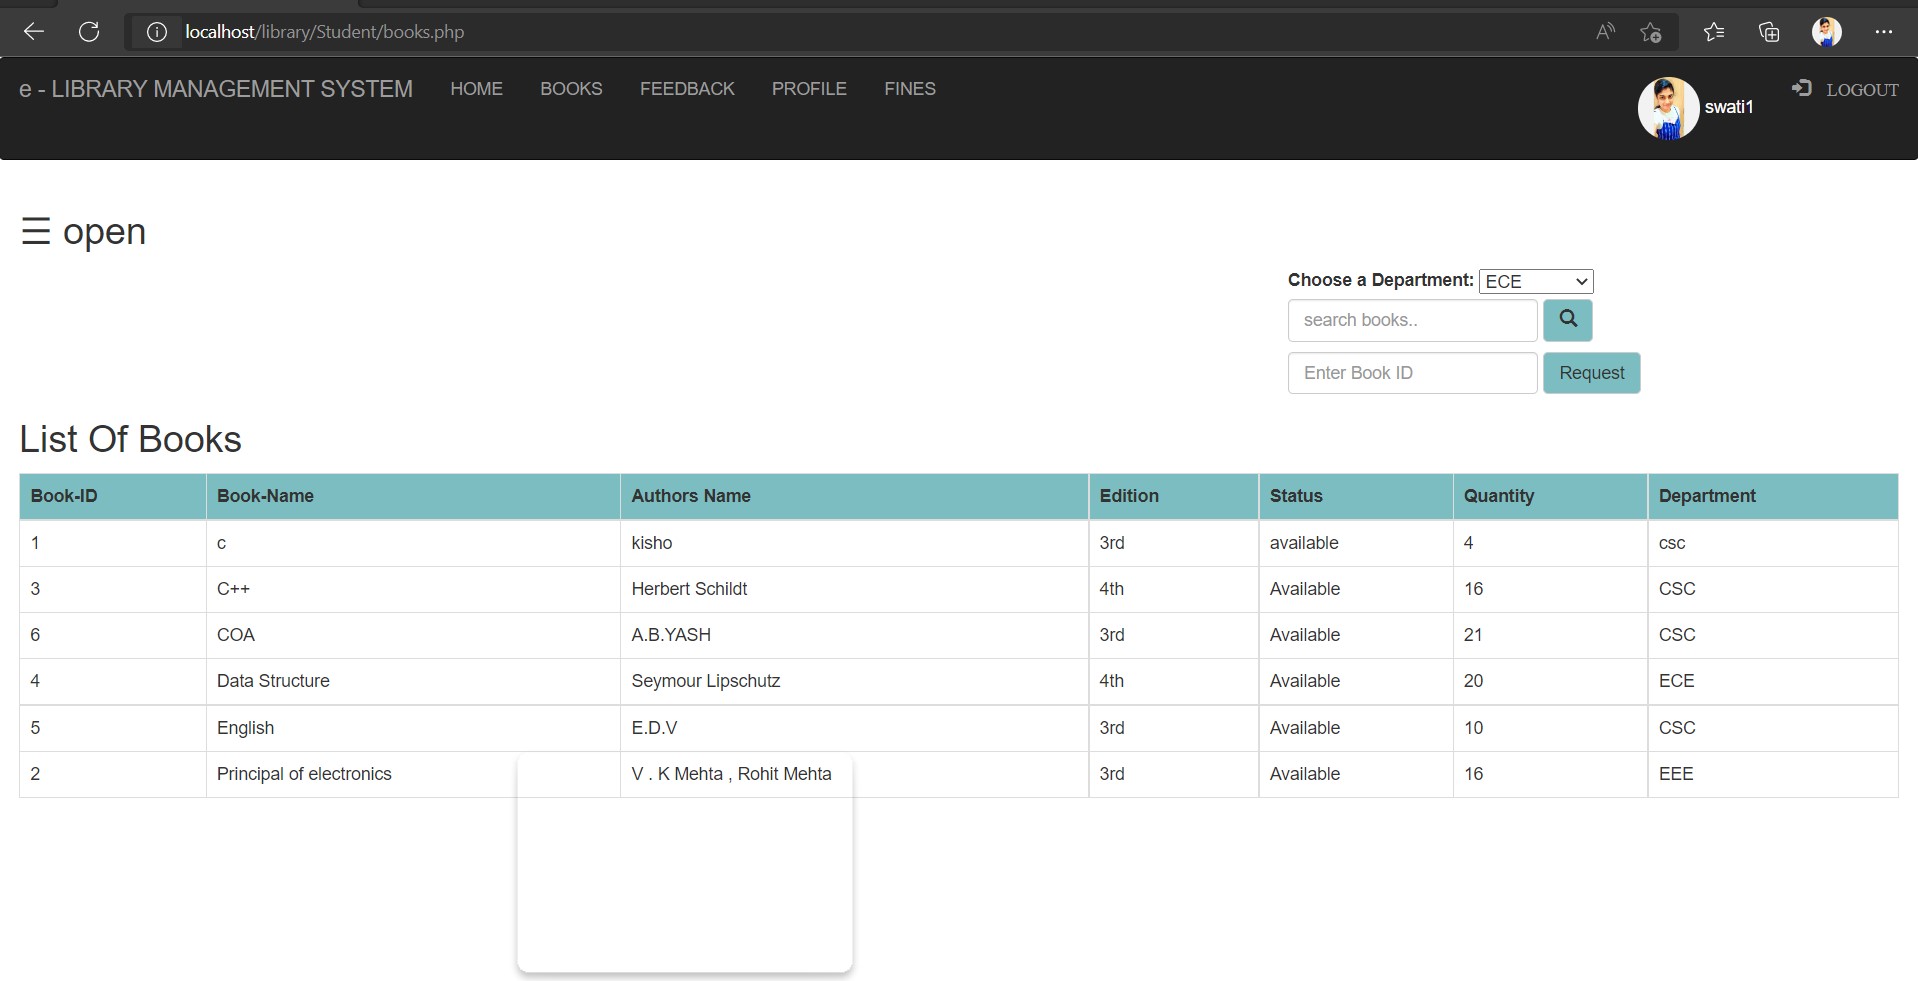 localhost/library/Student/books.php
e - LIBRARY MANAGEMENT SYSTEM HOME BOOKS FEEDBACK PROFILE FINES swati1 LOGOUT
☰ open
Choose a Department: ECE
search books..
Enter Book ID Request
List Of Books
Book-ID Book-Name Authors Name Edition Status Quantity Department
1 c kisho 3rd available 4 csc
3 C++ Herbert Schildt 4th Available 16 CSC
6 COA A.B.YASH 3rd Available 21 CSC
4 Data Structure Seymour Lipschutz 4th Available 20 ECE
5 English E.D.V 3rd Available 10 CSC
2 Principal of electronics V . K Mehta , Rohit Mehta 3rd Available 16 EEE